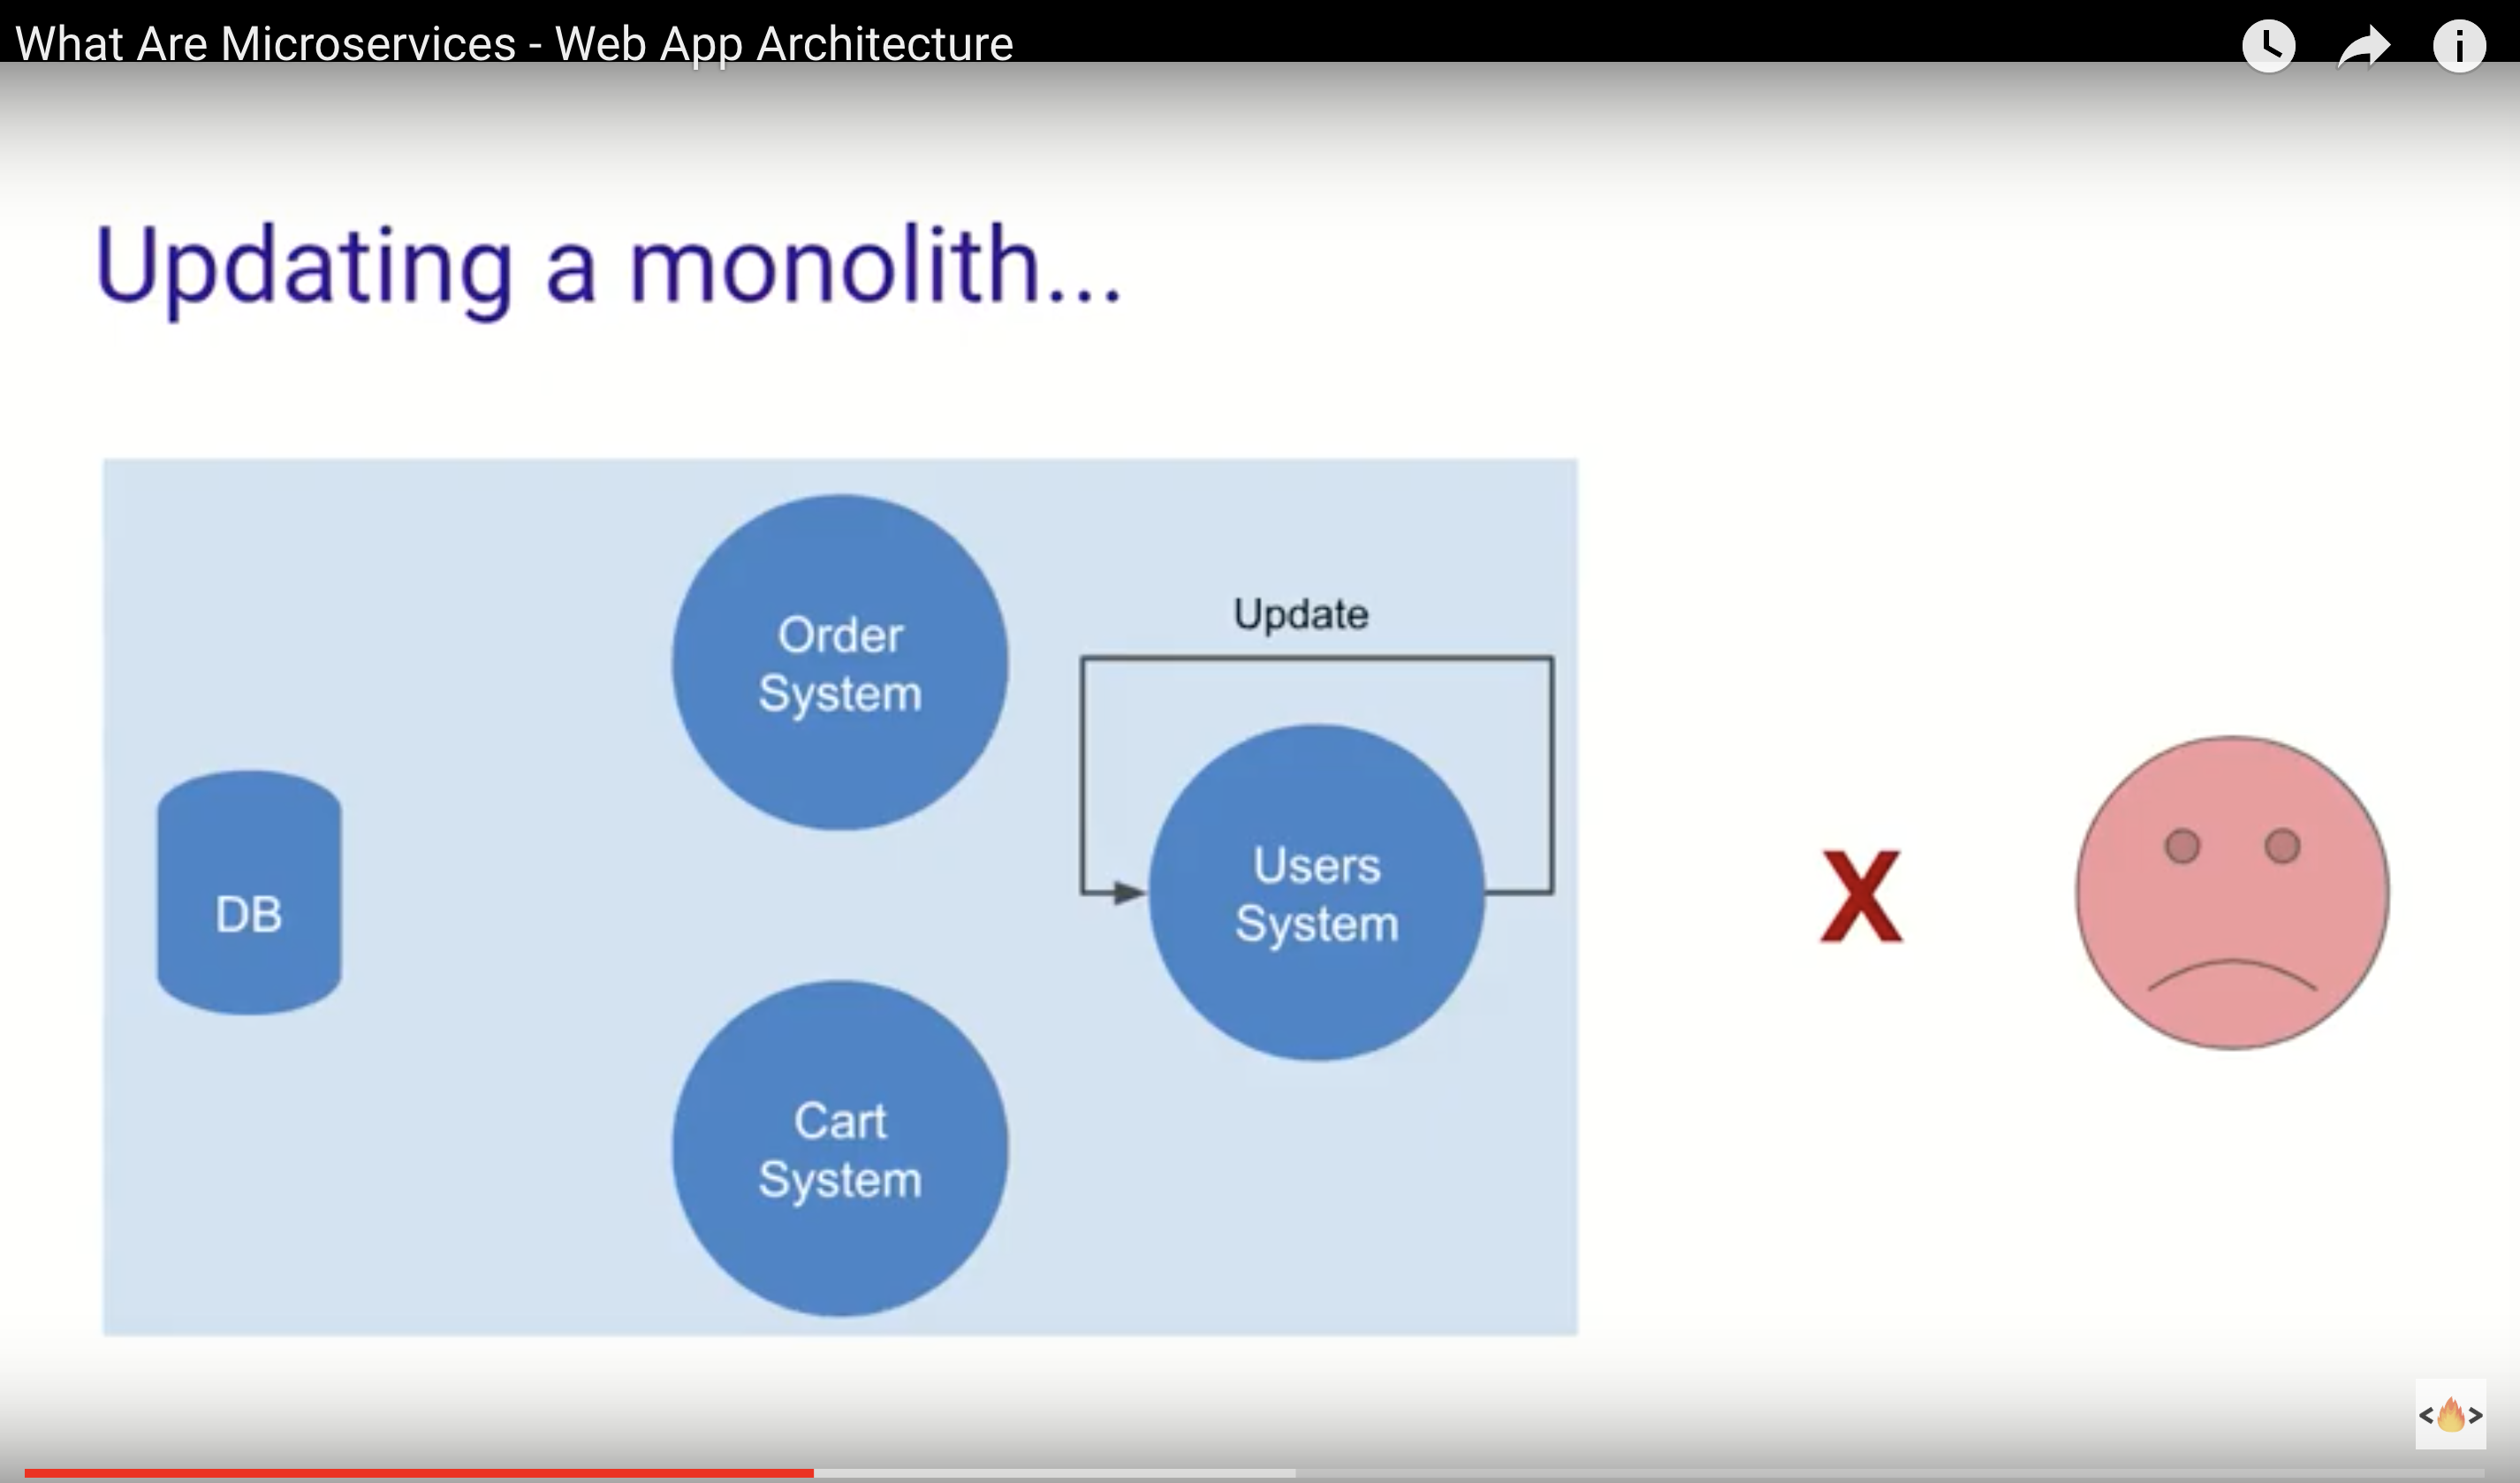 What Are Microservices - Web App Architecture
Updating a monolith...
Order
System
Update
Users
System
DB
X
Cart
System